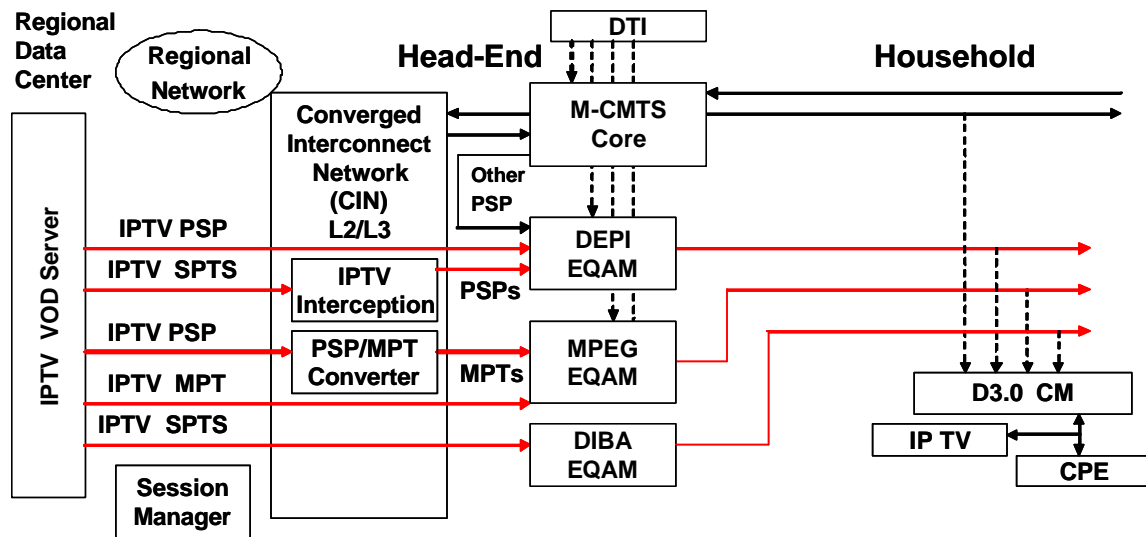 Regional
Data
Center
Regional
Network
Head-End
DTI
Household
Converged
Interconnect
Network
(CIN)
L2/L3
M-CMTS
Core
Other
PSP
IPTV VOD Server
IPTV PSP
IPTV SPTS
IPTV
Interception
PSPs
DEPI
EQAM
IPTV PSP
PSP/MPT
Converter
MPTs
MPEG
EQAM
IPTV MPT
IPTV SPTS
DIBA
EQAM
D3.0 CM
IP TV
CPE
Session
Manager